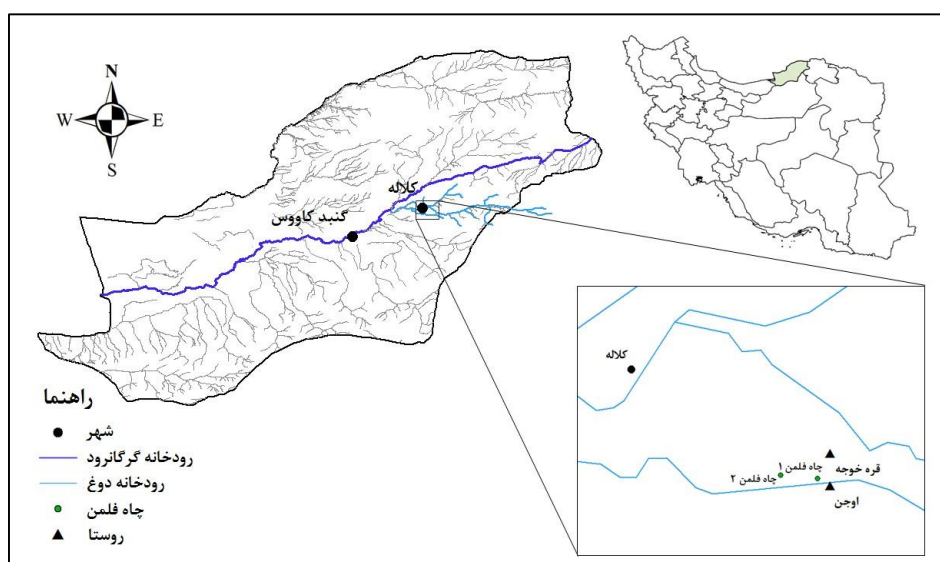 N
W E
S
کلاله
گنبد کاووس
راهنما
شهر
رودخانه گرگانرود
رودخانه دوغ
چاه فلمن
روستا
کلاله
قره خوجه
چاه فلمن ۱
چاه فلمن ۲
اوجن